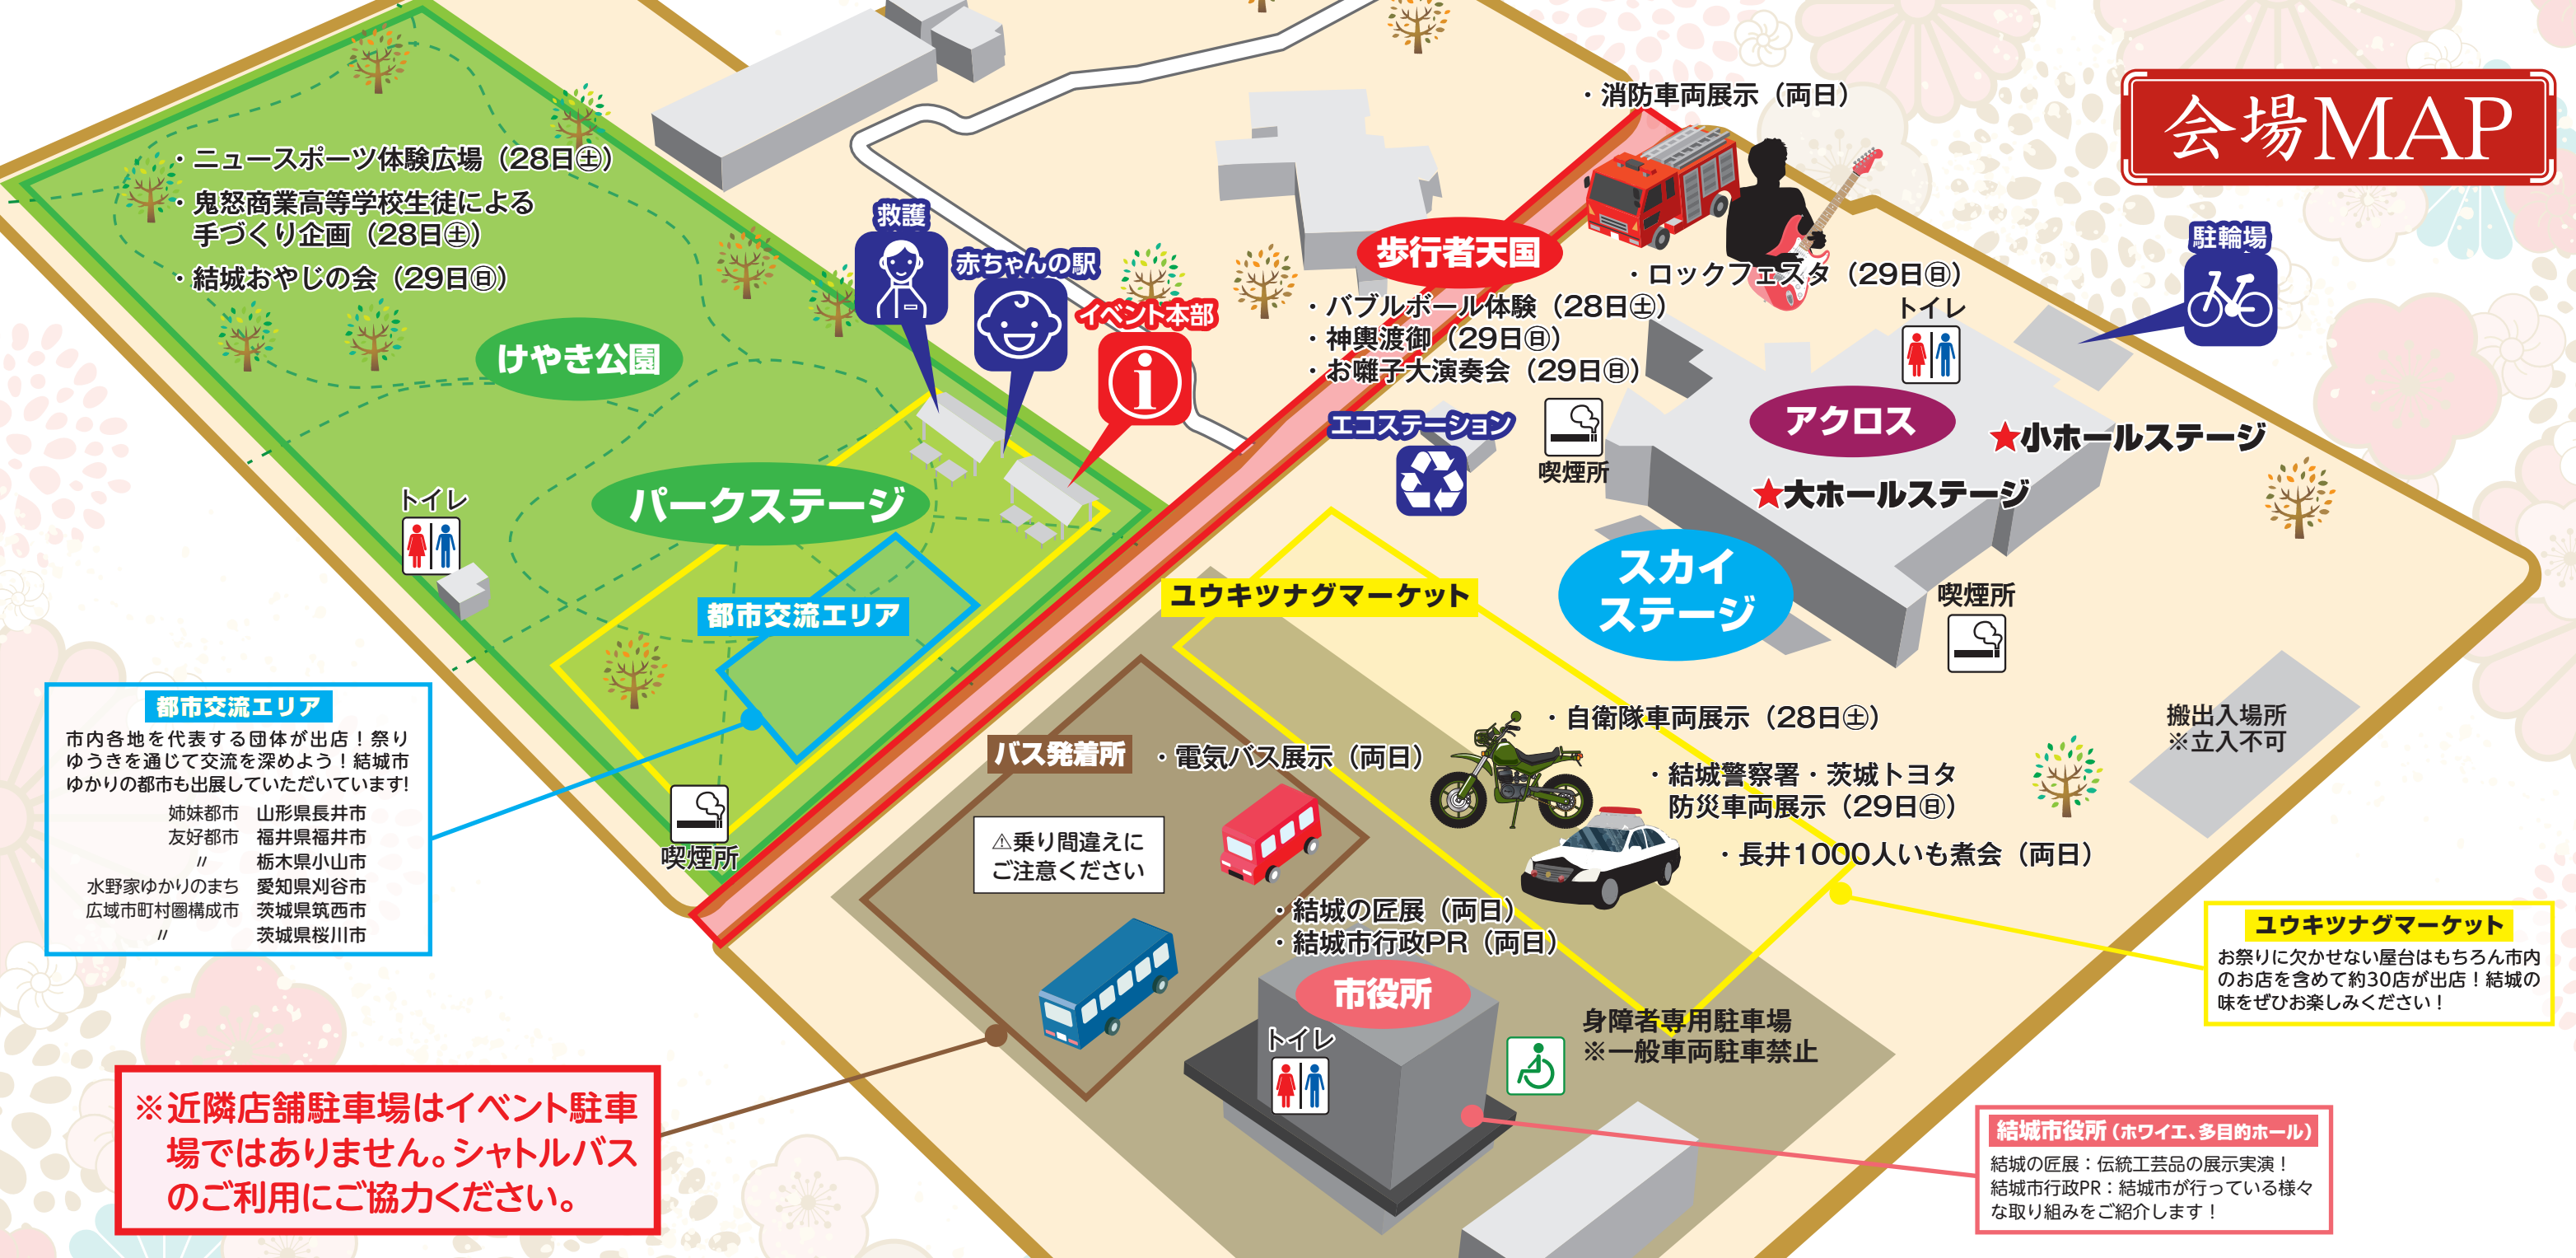 会場MAP
・消防車両展示（両日）
・ニュースポーツ体験広場（28日㊏）
・鬼怒商業高等学校生徒による
手づくり企画（28日㊏）
・結城おやじの会（29日㊐）
けやき公園
救護
赤ちゃんの駅
イベント本部
歩行者天国
・ロックフェスタ（29日㊐）
・バブルボール体験（28日㊏）
・神輿渡御（29日㊐）
・お囃子大演奏会（29日㊐）
トイレ
駐輪場
エコステーション
喫煙所
アクロス
★小ホールステージ
★大ホールステージ
パークステージ
トイレ
都市交流エリア
ユウキツナグマーケット
スカイ
ステージ
喫煙所
搬出入場所
※立入不可
都市交流エリア
市内各地を代表する団体が出店！祭り
ゆうきを通じて交流を深めよう！結城市
ゆかりの都市も出展していただいています!
姉妹都市 山形県長井市
友好都市 福井県福井市
〃 栃木県小山市
水野家ゆかりのまち 愛知県刈谷市
広域市町村圏構成市 茨城県筑西市
〃 茨城県桜川市
喫煙所
バス発着所
・電気バス展示（両日）
⚠乗り間違えに
ご注意ください
・自衛隊車両展示（28日㊏）
・結城警察署・茨城トヨタ
防災車両展示（29日㊐）
・長井1000人いも煮会（両日）
・結城の匠展（両日）
・結城市行政PR（両日）
市役所
トイレ
身障者専用駐車場
※一般車両駐車禁止
ユウキツナグマーケット
お祭りに欠かせない屋台はもちろん市内
のお店を含めて約30店が出店！結城の
味をぜひお楽しみください！
※近隣店舗駐車場はイベント駐車
場ではありません。シャトルバス
のご利用にご協力ください。
結城市役所（ホワイエ、多目的ホール）
結城の匠展：伝統工芸品の展示実演！
結城市行政PR：結城市が行っている様々
な取り組みをご紹介します！